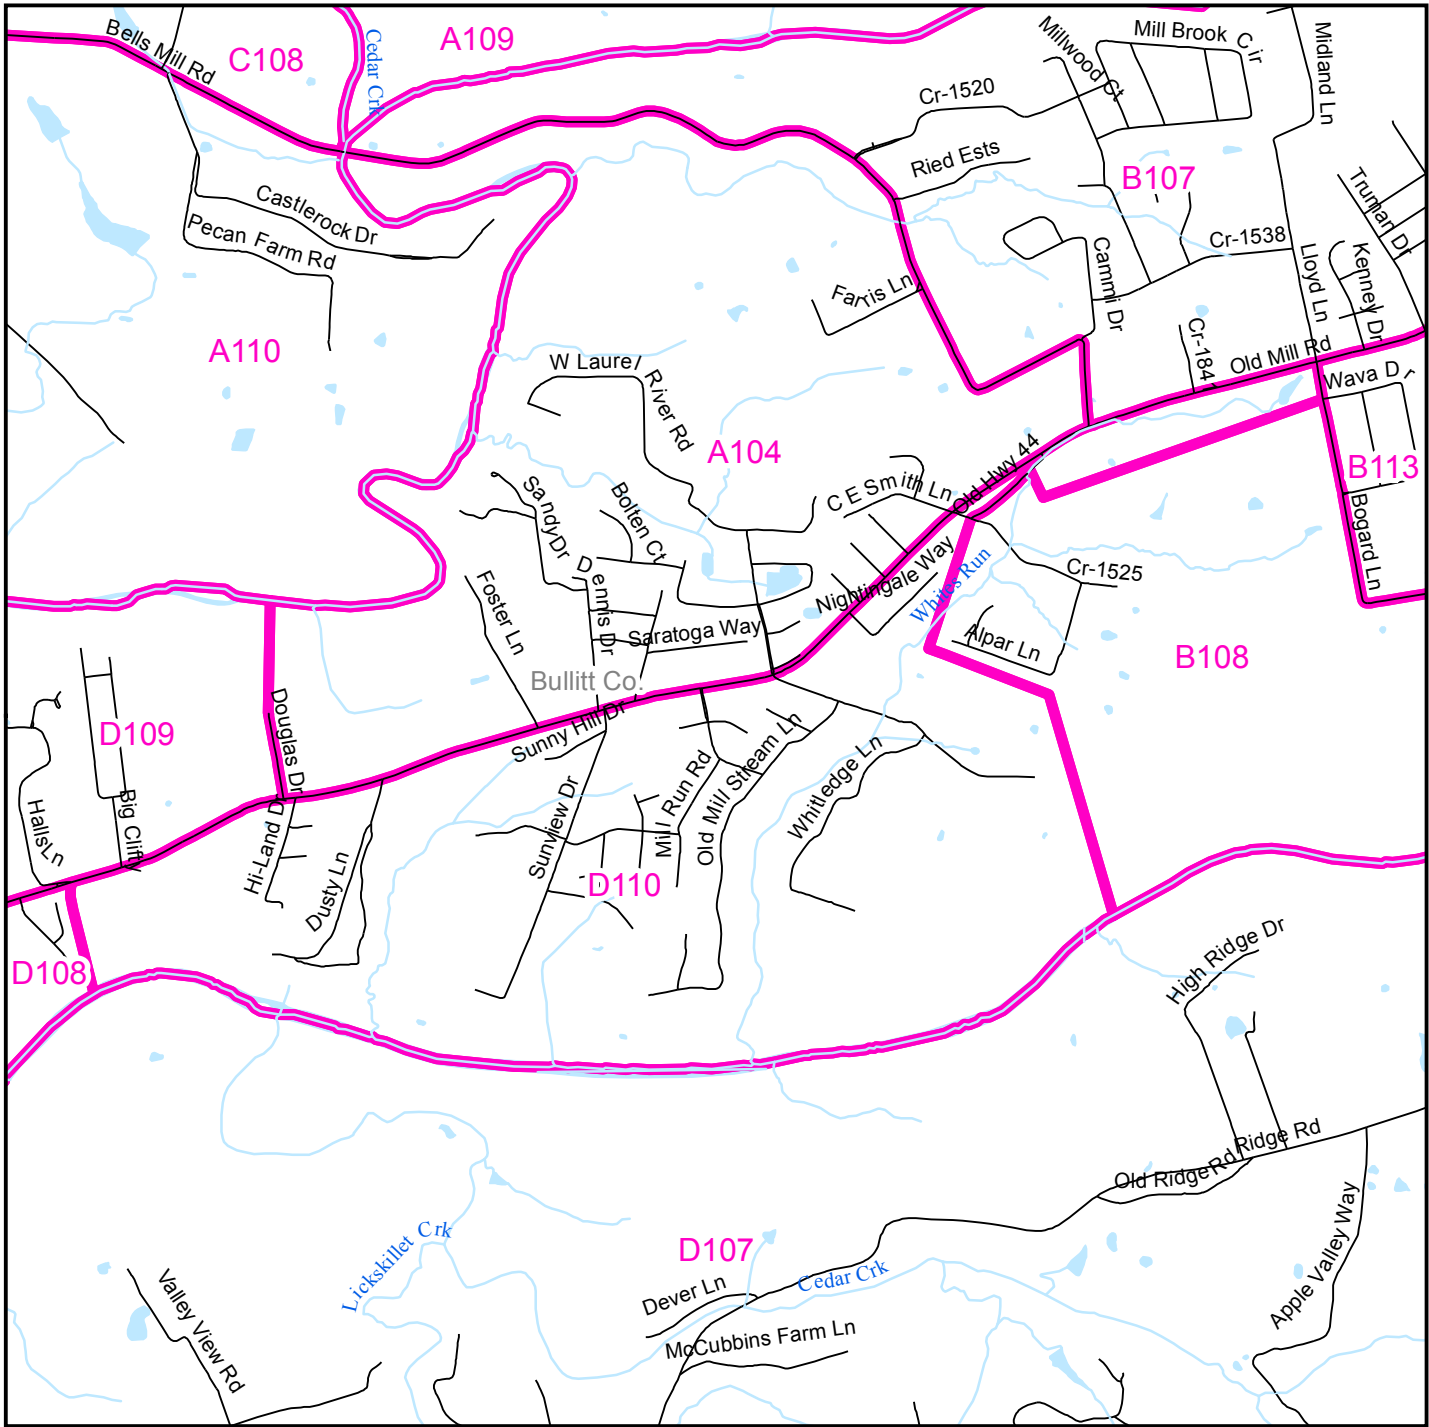 Bells Mill Rd
C108
Cedar Crk
A109
Millwood Ct
Mill Brook Cir
Midland Ln
Cr-1520
Ried Ests
B107
Truman Dr
Castlerock Dr
Pecan Farm Rd
Cr-1538
Cammi Dr
Lloyd Ln
Kenney Dr
Farris Ln
A110
Cr-184
Old Mill Rd
W Laurel
River Rd
Wava Dr
A104
B113
Sandy Dr
Bolten Ct
C E Smith Ln
Old Hwy 44
Bogard Ln
Foster Ln
Dennis Dr
Nightingale Way
Whites Run
Cr-1525
Saratoga Way
Alpar Ln
B108
Bullitt Co.
D109
Douglas Dr
Sunny Hill Dr
Halls Ln
Big Clifty
Hi-Land Dr
Dusty Ln
Sunview Dr
Mill Run Rd
Old Mill Stream Ln
Whitledge Ln
D110
D108
High Ridge Dr
Ridge Rd
Old Ridge Rd
Lickskillet Crk
D107
Cedar Crk
Apple Valley Way
Valley View Rd
Dever Ln
McCubbins Farm Ln